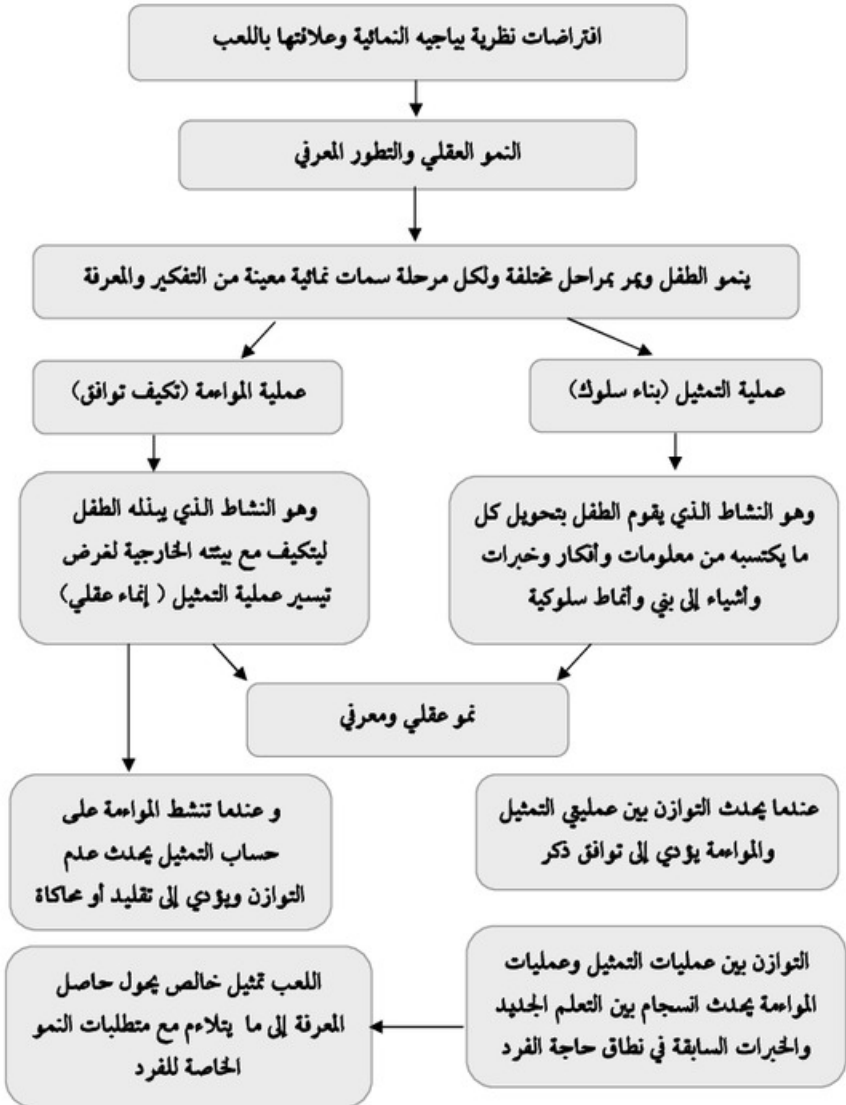 افتراضات نظرية بياجيه النمائية وعلاقتها باللعب
النمو العقلي والتطور المعرفي
ينمو الطفل ويمر بمراحل مختلفة ولكل مرحلة سمات نمائية معينة من التفكير والمعرفة
عملية التمثيل (بناء سلوك)
عملية المواءمة (تكيف توافق)
وهو النشاط الذي يقوم الطفل بتحويل كل
ما يكتسبه من معلومات وأفكار وخبرات
وأشياء إلى بني وأنماط سلوكية
وهو النشاط الذي يبذله الطفل
ليتكيف مع بيئته الخارجية لغرض
تيسير عملية التمثيل ( إنماء عقلي)
نمو عقلي ومعرفي
عندما يحدث التوازن بين عمليتي التمثيل
والمواءمة يؤدي إلى توافق ذكر
و عندما تنشط المواءمة على
حساب التمثيل يحدث عدم
التوازن ويؤدي إلى تقليد أو محاكاة
التوازن بين عمليات التمثيل وعمليات
المواءمة يحدث انسجام بين التعلم الجديد
والخبرات السابقة في نطاق حاجة الفرد
اللعب تمثيل خالص يحول حاصل
المعرفة إلى ما يتلاءم مع متطلبات النمو
الخاصة للفرد